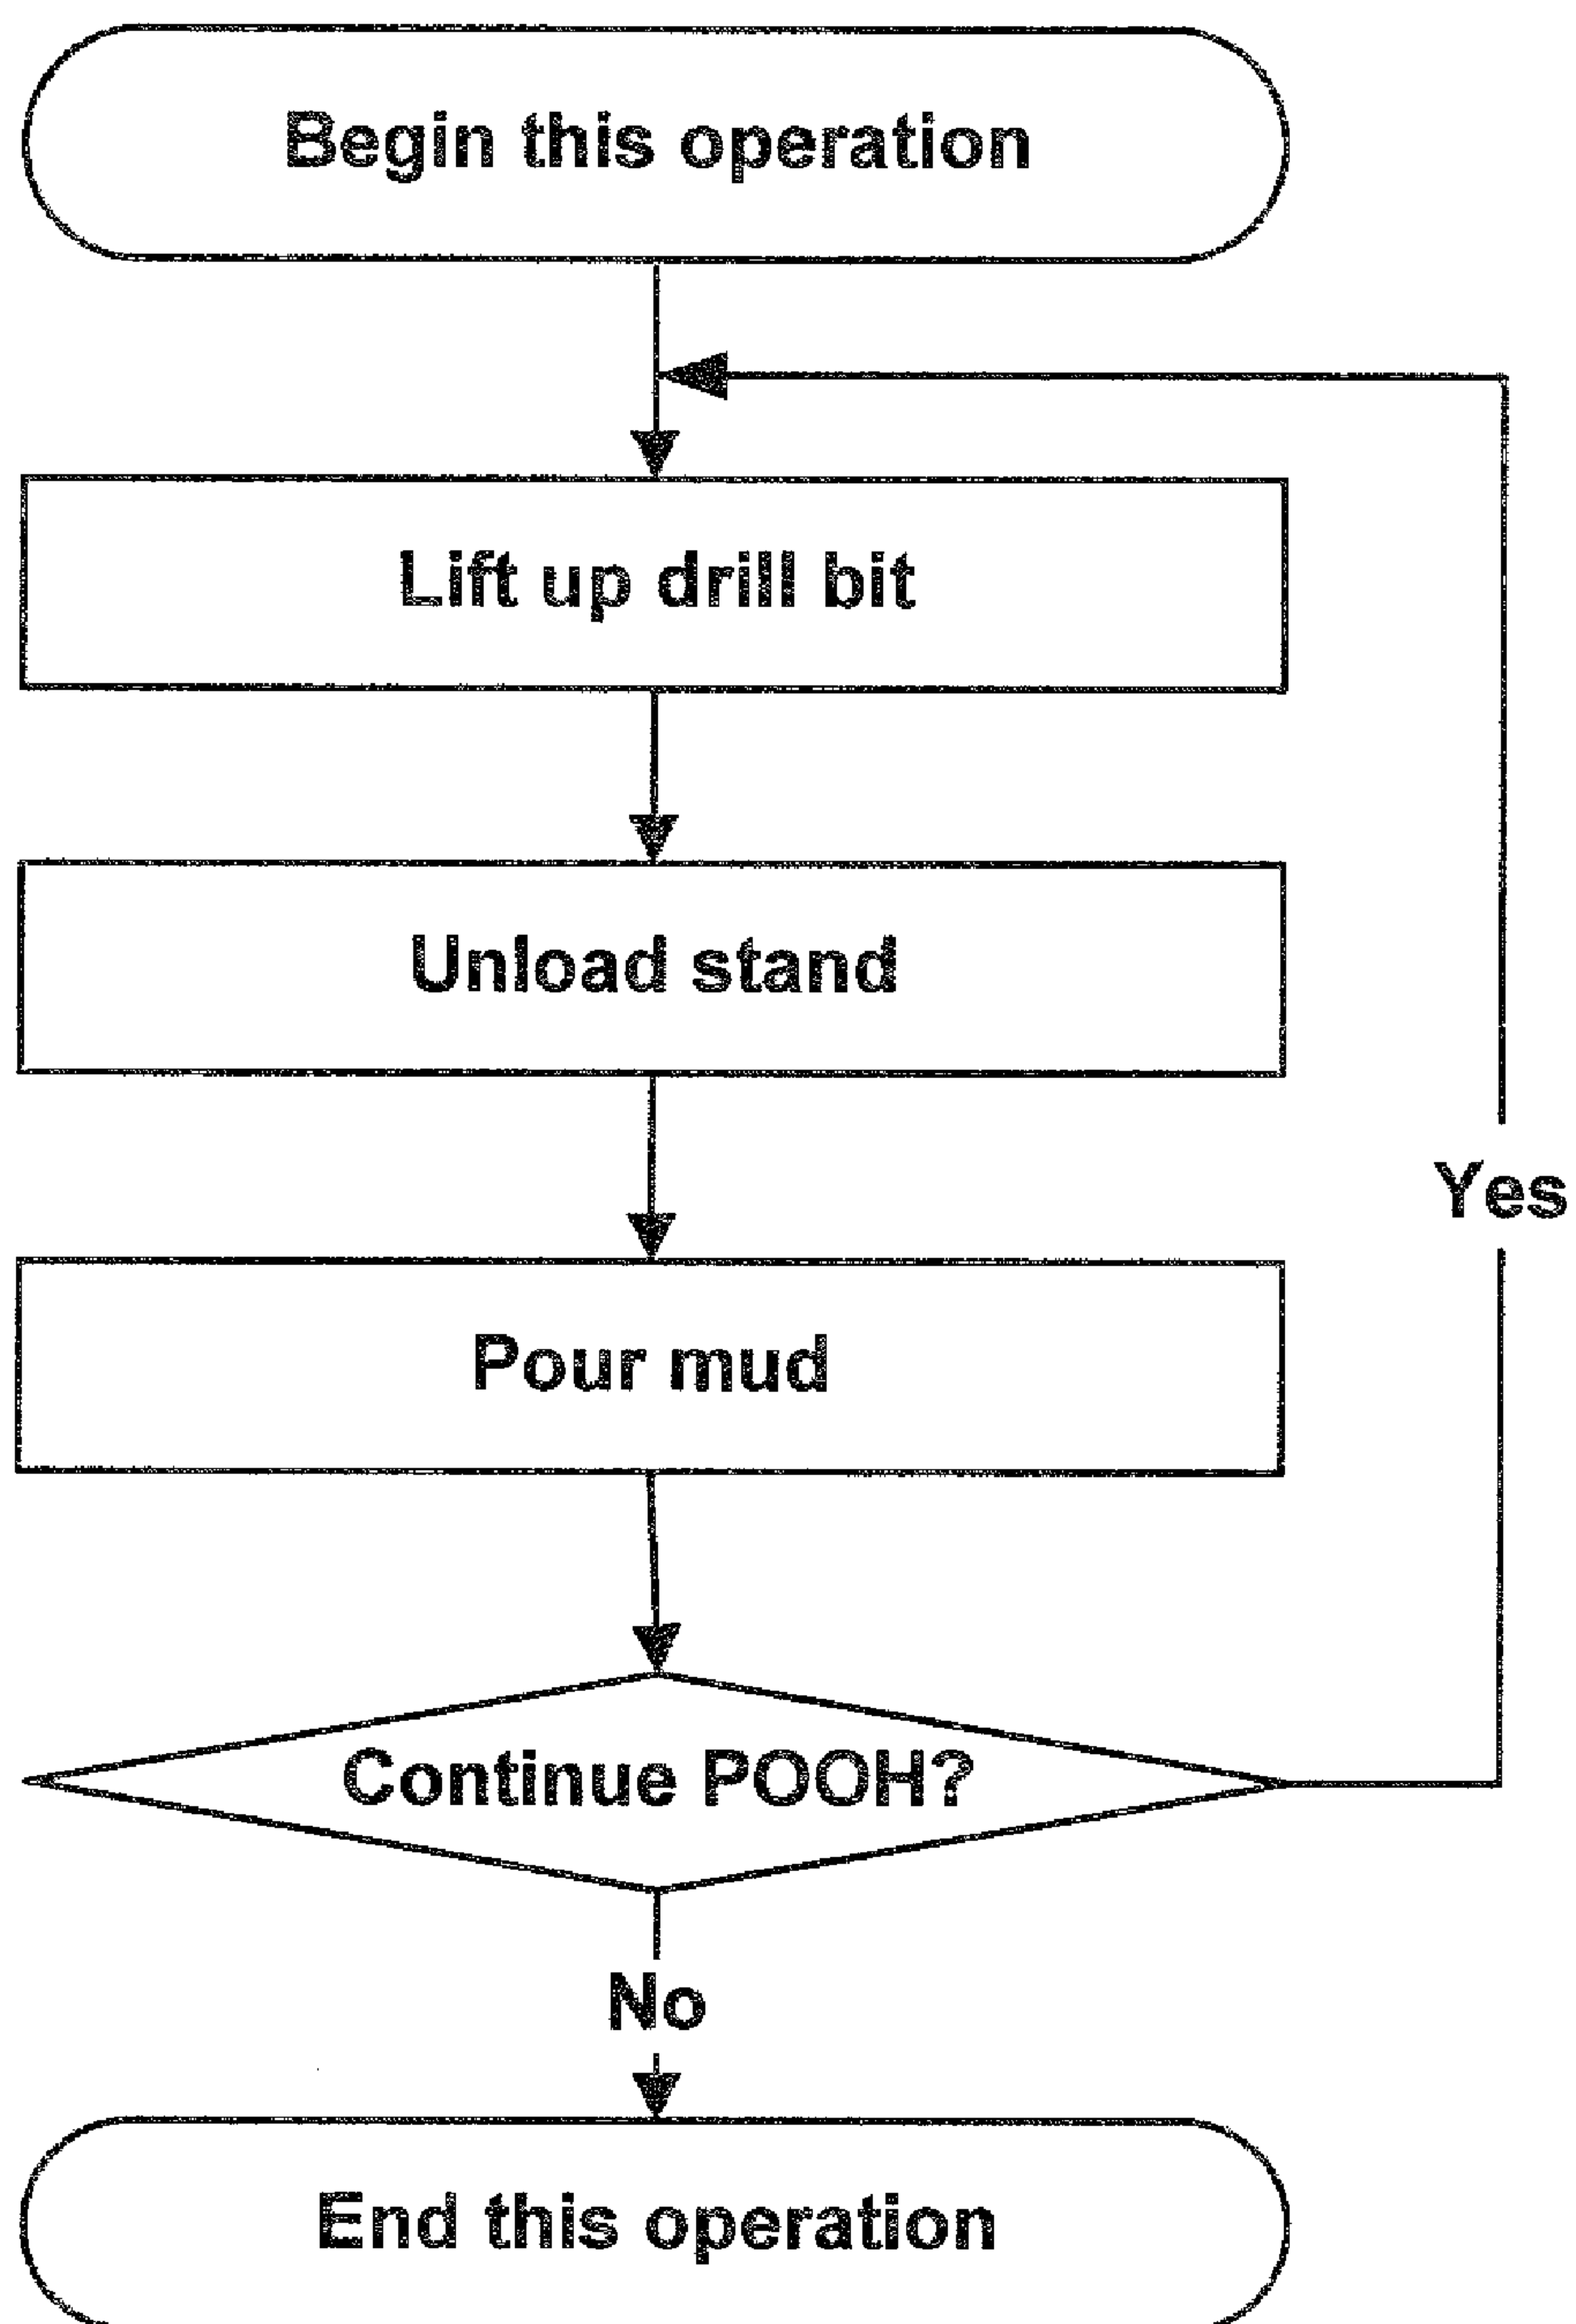 Begin this operation
Lift up drill bit
Unload stand
Yes
Pour mud
Continue POOH?
No
End this operation